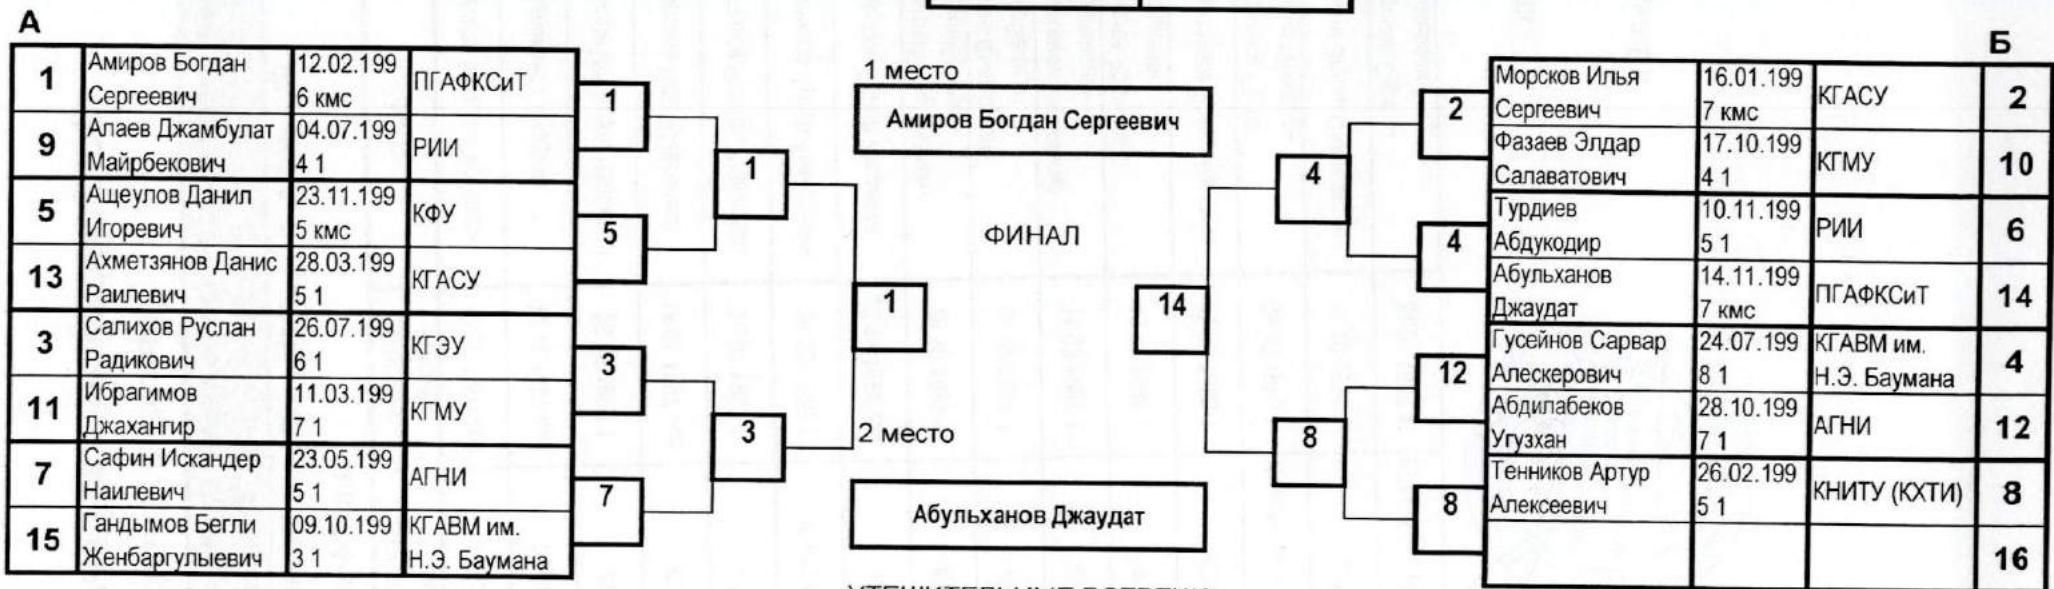 А
1 Амиров Богдан 12.02.199 ПГАФКСиТ
Сергеевич 6 кмс
9 Алаев Джамбулат 04.07.199 РИИ
Майрбекович 4 1
5 Ащеулов Данил 23.11.199 КФУ
Игоревич 5 кмс
13 Ахметзянов Данис 28.03.199 КГАСУ
Раилевич 5 1
3 Салихов Руслан 26.07.199 КГЭУ
Радикович 6 1
11 Ибрагимов 11.03.199 КГМУ
Джахангир 7 1
7 Сафин Искандер 23.05.199 АГНИ
Наилевич 5 1
15 Гандымов Бегли 09.10.199 КГАВМ им.
Женбаргулыевич 3 1 Н.Э. Баумана
1
5
3
7
1
3
1
1 место
Амиров Богдан Сергеевич
ФИНАЛ
2 место
Абульханов Джаудат
14
4
8
2
4
12
8
Б
Морсков Илья 16.01.199 КГАСУ 2
Сергеевич 7 кмс
Фазаев Элдар 17.10.199 КГМУ 10
Салаватович 4 1
Турдиев 10.11.199 РИИ 6
Абдукодир 5 1
Абульханов 14.11.199 ПГАФКСиТ 14
Джаудат 7 кмс
Гусейнов Сарвар 24.07.199 КГАВМ им. 4
Алескерович 8 1 Н.Э. Баумана
Абдилабеков 28.10.199 АГНИ 12
Угузхан 7 1
Тенников Артур 26.02.199 КНИТУ (КХТИ) 8
Алексеевич 5 1
16